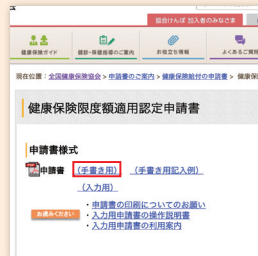 協会けんぽ 加入者のみなさま
健康保険ガイド
健診・保健指導のご案内
お役立ち情報
よくあるご質問
現在位置：全国健康保険協会 > 申請書のご案内 > 健康保険給付の申請書 > 健康保
健康保険限度額適用認定申請書
申請書様式
申請書 （手書き用） （手書き用記入例）
（入力用）
お読みください
・申請書の印刷についてのお願い
・入力用申請書の操作説明書
・入力用申請書の利用案内